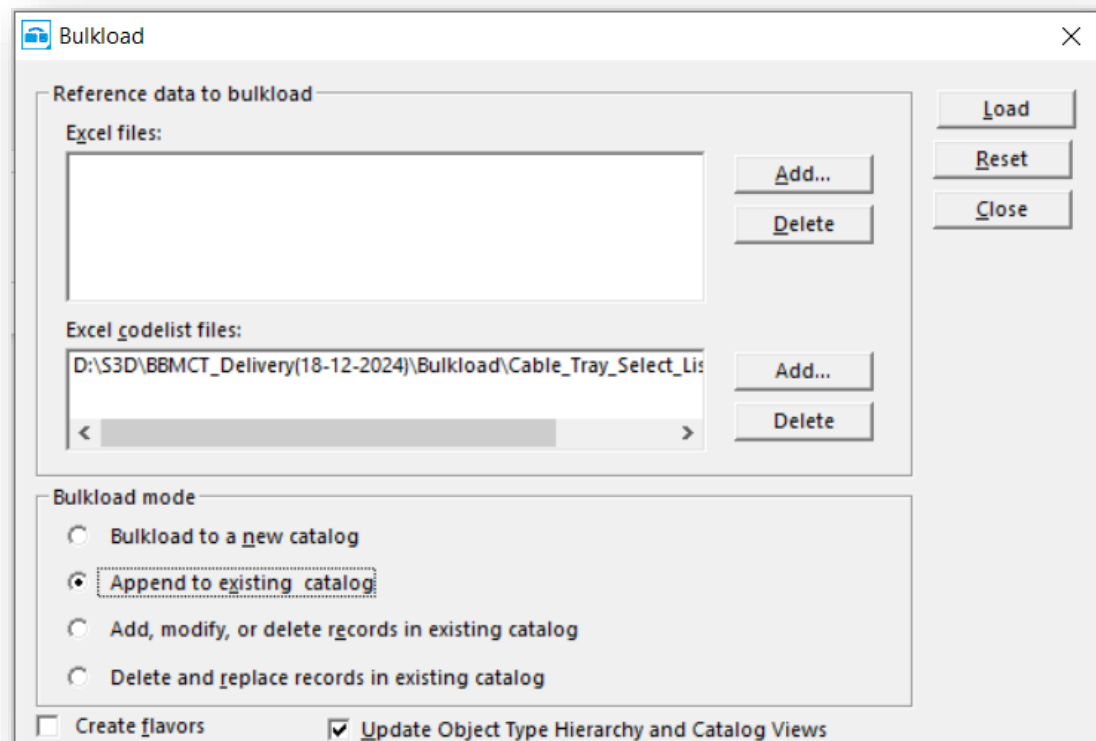 Bulkload
Reference data to bulkload
Excel files:
Add...
Delete
Load
Reset
Close
Excel codelist files:
D:\S3D\BBMCT_Delivery(18-12-2024)\Bulkload\Cable_Tray_Select_Lis
Add...
Delete
Bulkload mode
Bulkload to a new catalog
Append to existing catalog
Add, modify, or delete records in existing catalog
Delete and replace records in existing catalog
Create flavors
Update Object Type Hierarchy and Catalog Views